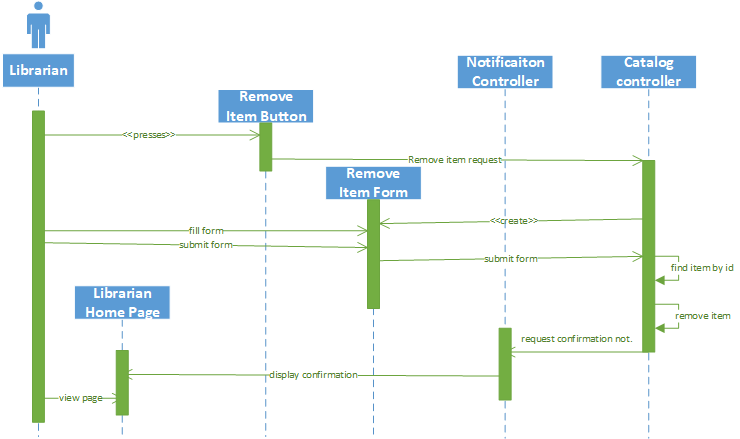 Librarian
Notificaiton
Controller
Catalog
controller
Remove
Item Button
<<presses>>
Remove item request
Remove
Item Form
<<create>>
fill form
submit form
submit form
find item by id
Librarian
Home Page
remove item
request confirmation not.
display confirmation
view page